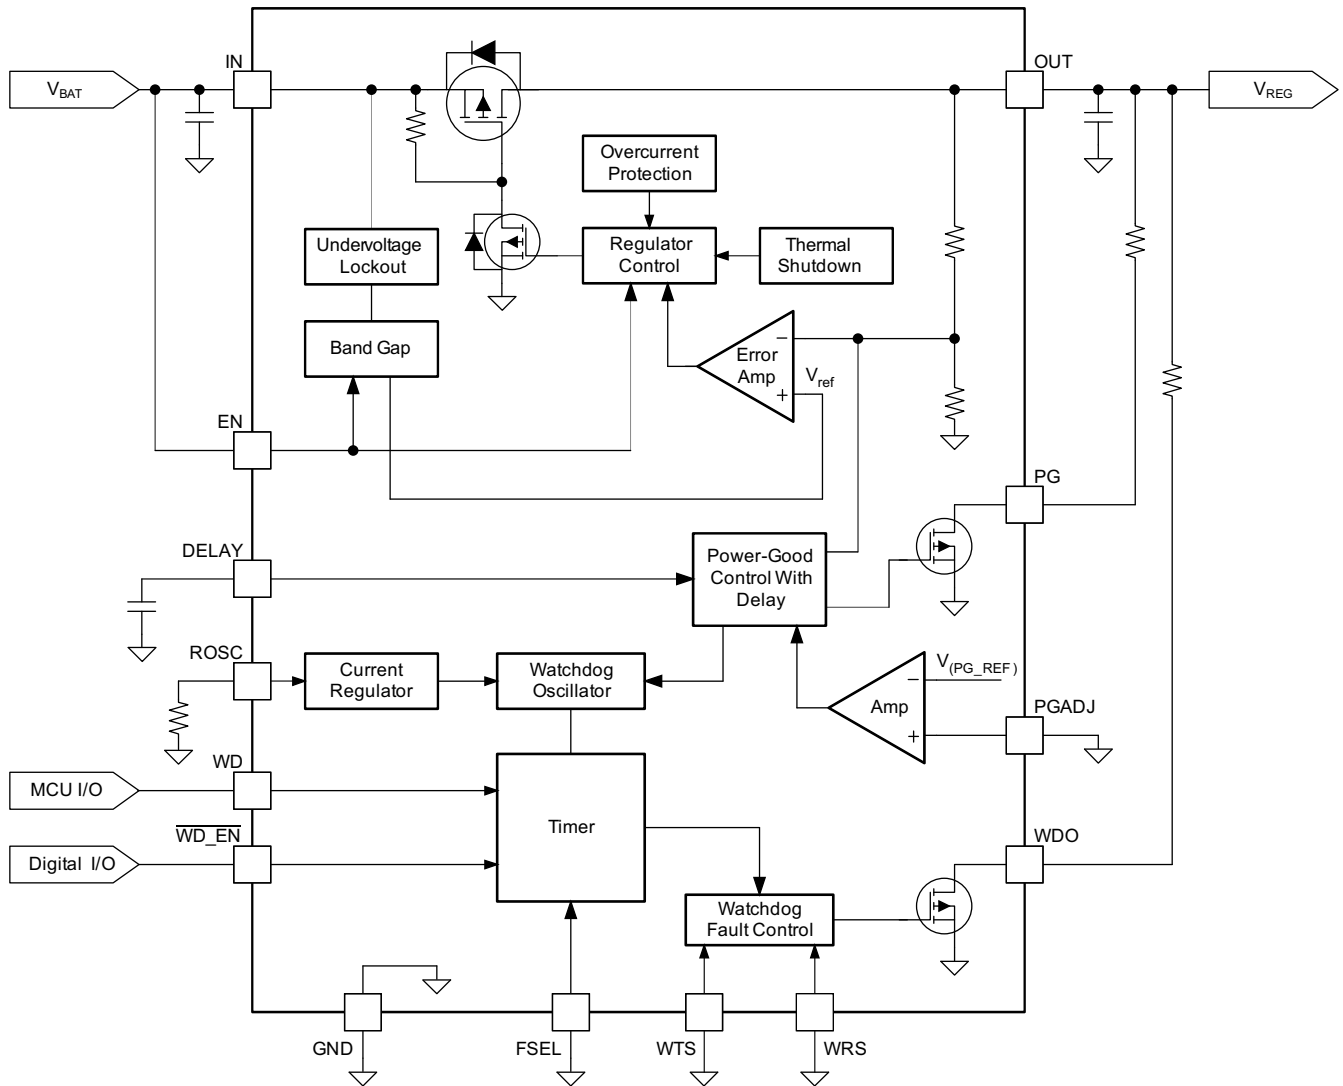 IN
OUT
V_BAT
V_REG
Overcurrent
Protection
Undervoltage
Lockout
Regulator
Control
Thermal
Shutdown
Band Gap
Error
Amp
−
+
V_ref
EN
PG
DELAY
Power-Good
Control With
Delay
ROSC
Current
Regulator
Watchdog
Oscillator
V_(PG_REF)
Amp
−
+
PGADJ
WD
MCU I/O
Timer
W̅D̅_̅E̅N̅
Digital I/O
WDO
Watchdog
Fault Control
GND
FSEL
WTS
WRS